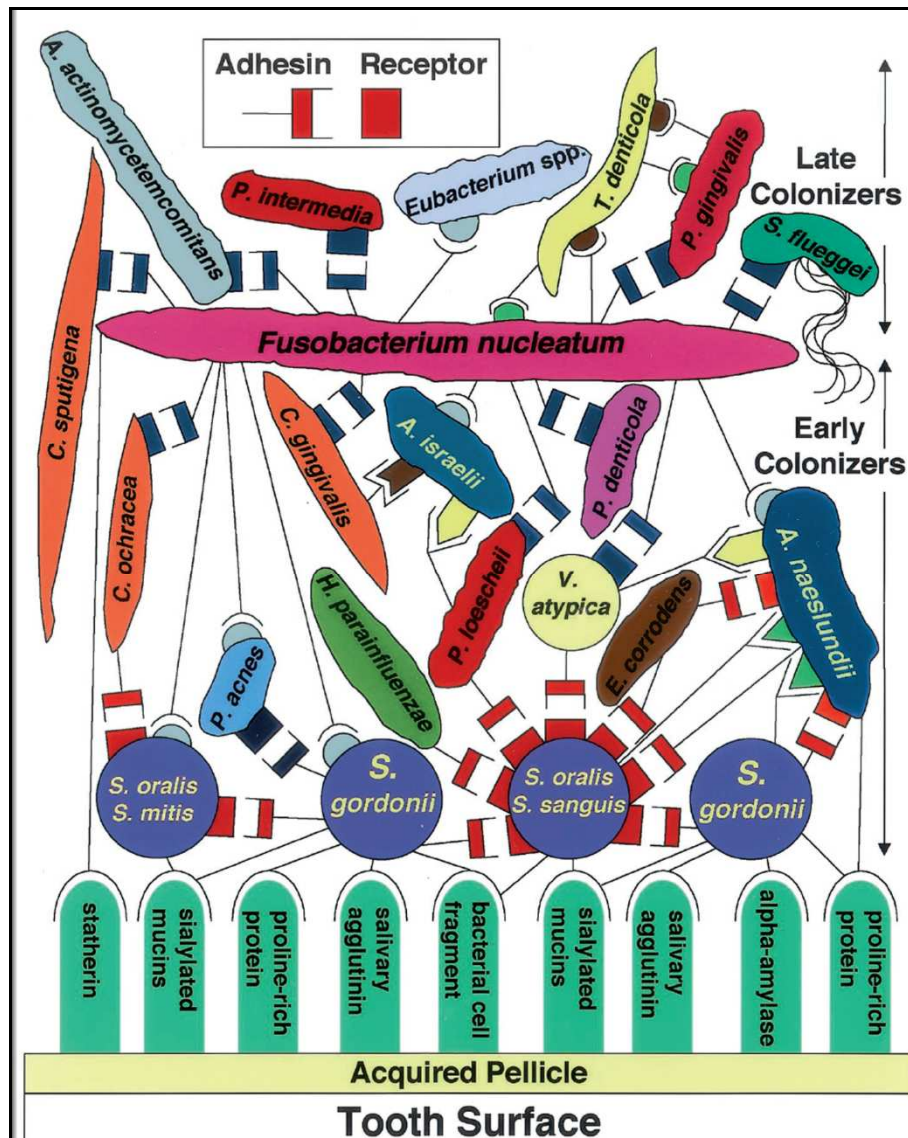 Adhesin Receptor
A. actinomycetemcomitans
P. intermedia
Eubacterium spp.
T. denticola
P. gingivalis
Late
Colonizers
S. flueggei
Fusobacterium nucleatum
C. sputigena
C. ochracea
C. gingivalis
A. israelii
P. denticola
Early
Colonizers
P. loescheii
V.
atypica
A. naeslundii
H. parainfluenzae
E. corrodens
P. acnes
S. oralis
S. mitis
S.
gordonii
S. oralis
S. sanguis
S.
gordonii
statherin
sialylated
mucins
proline-rich
protein
salivary
agglutinin
bacterial cell
fragment
sialylated
mucins
salivary
agglutinin
alpha-amylase
proline-rich
protein
Acquired Pellicle
Tooth Surface